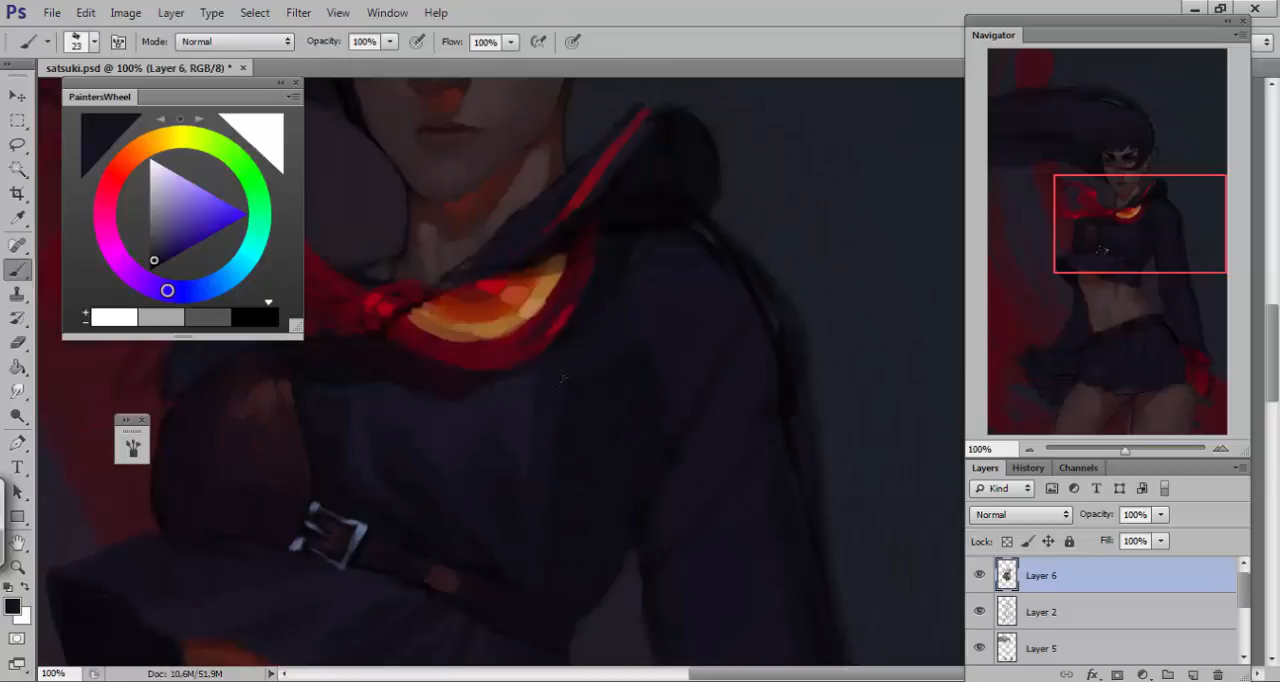 Ps File Edit Image Layer Type Select Filter View Window Help
23 Mode: Normal Opacity: 100% Flow: 100%
satsuki.psd @ 100% (Layer 6, RGB/8) * ×
PaintersWheel
Navigator
100%
Layers History Channels
Kind
Normal Opacity: 100%
Lock: Fill: 100%
Layer 6
Layer 2
Layer 5
fx
100% Doc: 10,6M/51,9M